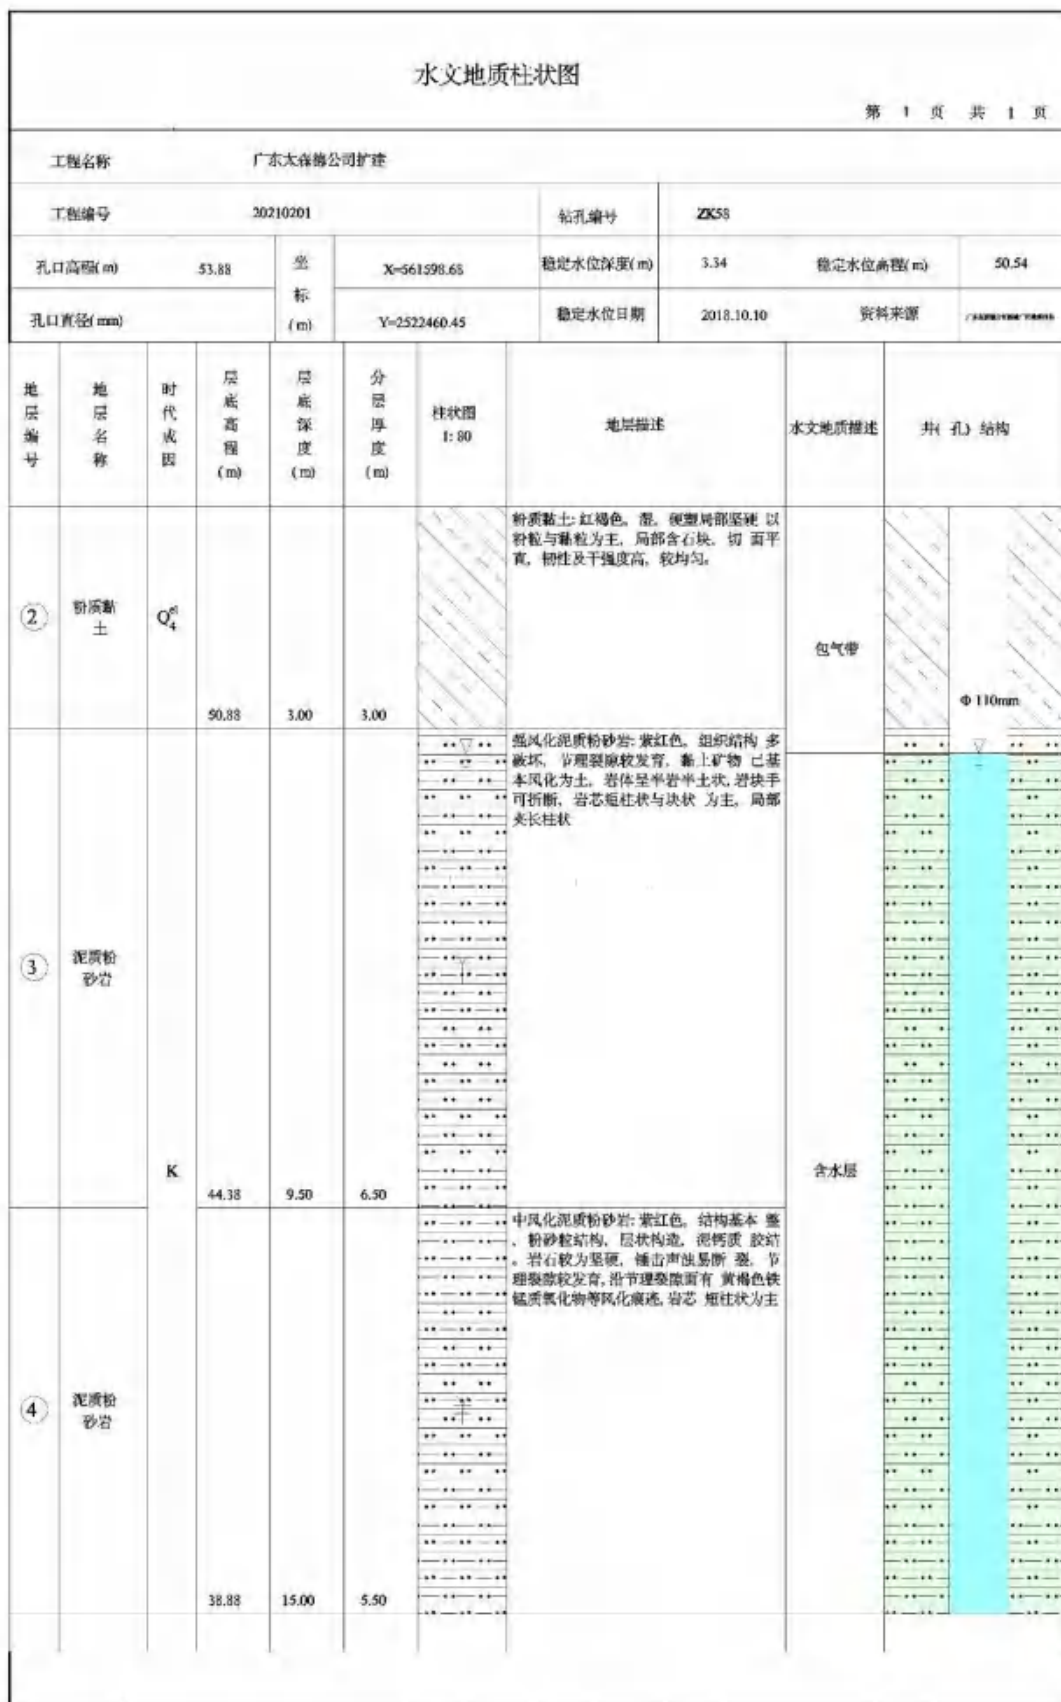 水文地质柱状图
第 1 页 共 1 页
工程名称 广东太森德公司扩建
工程编号 20210201 钻孔编号 ZK58
孔口高程(m) 53.88 坐标(m) X=561598.68 稳定水位深度(m) 3.34 稳定水位高程(m) 50.54
孔口直径(mm) Y=2522460.45 稳定水位日期 2018.10.10 资料来源
地层编号 地层名称 时代成因 层底高程(m) 层底深度(m) 分层厚度(m) 柱状图 1:80 地层描述 水文地质描述 井(孔)结构
粉质黏土:红褐色。湿。硬塑局部坚硬 以
粉粒与黏粒为主,局部含石块。切 面平
直,韧性及干强度高,较均匀。
② 粉质黏土 Q₄ᵉˡ
包气带
Φ 110mm
50.88 3.00 3.00
强风化泥质粉砂岩:紫红色。组织结构 多
破坏,节理裂隙较发育,黏土矿物 已基
本风化为土,岩体呈半岩半土状,岩块手
可折断,岩芯短柱状与块状 为主,局部
夹长柱状
③ 泥质粉砂岩
K
含水层
44.38 9.50 6.50
中风化泥质粉砂岩:紫红色。结构基本 整
、粉砂粒结构,层状构造,泥钙质 胶结
。岩石较为坚硬,锤击声浊易断 裂,节
理裂隙较发育,沿节理裂隙面有 黄褐色铁
锰质氧化物等风化痕迹,岩芯 短柱状为主
④ 泥质粉砂岩
38.88 15.00 5.50